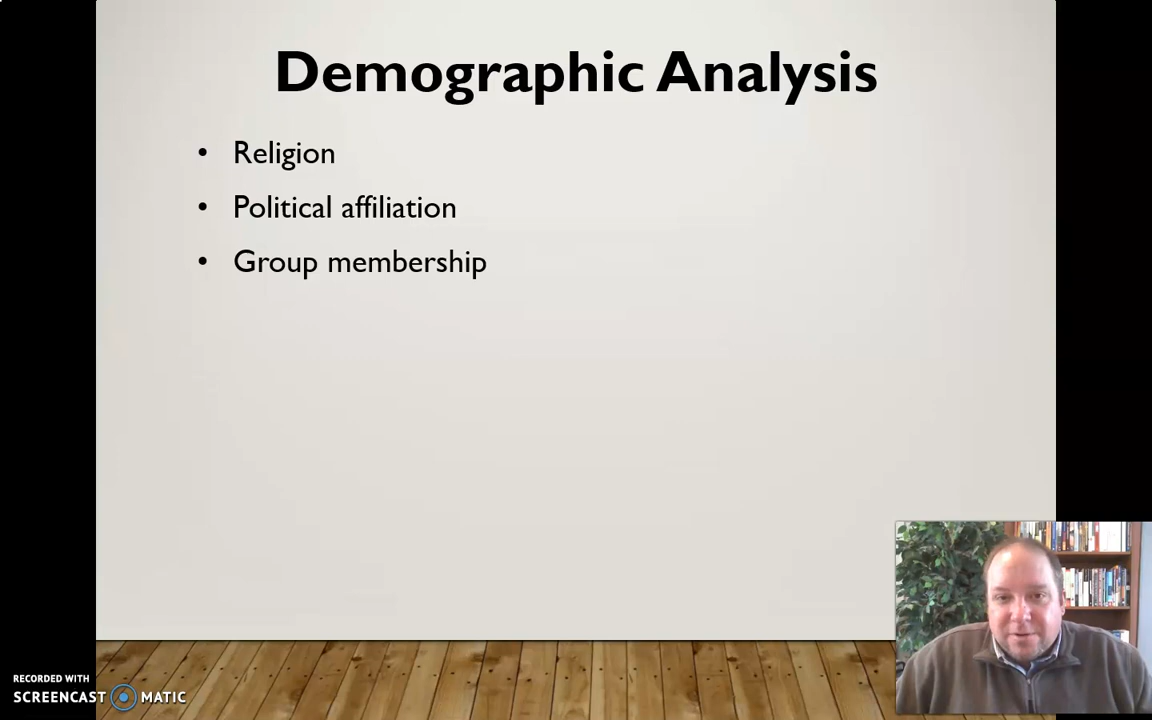 Demographic Analysis
• Religion
• Political affiliation
• Group membership
RECORDED WITH
SCREENCAST MATIC